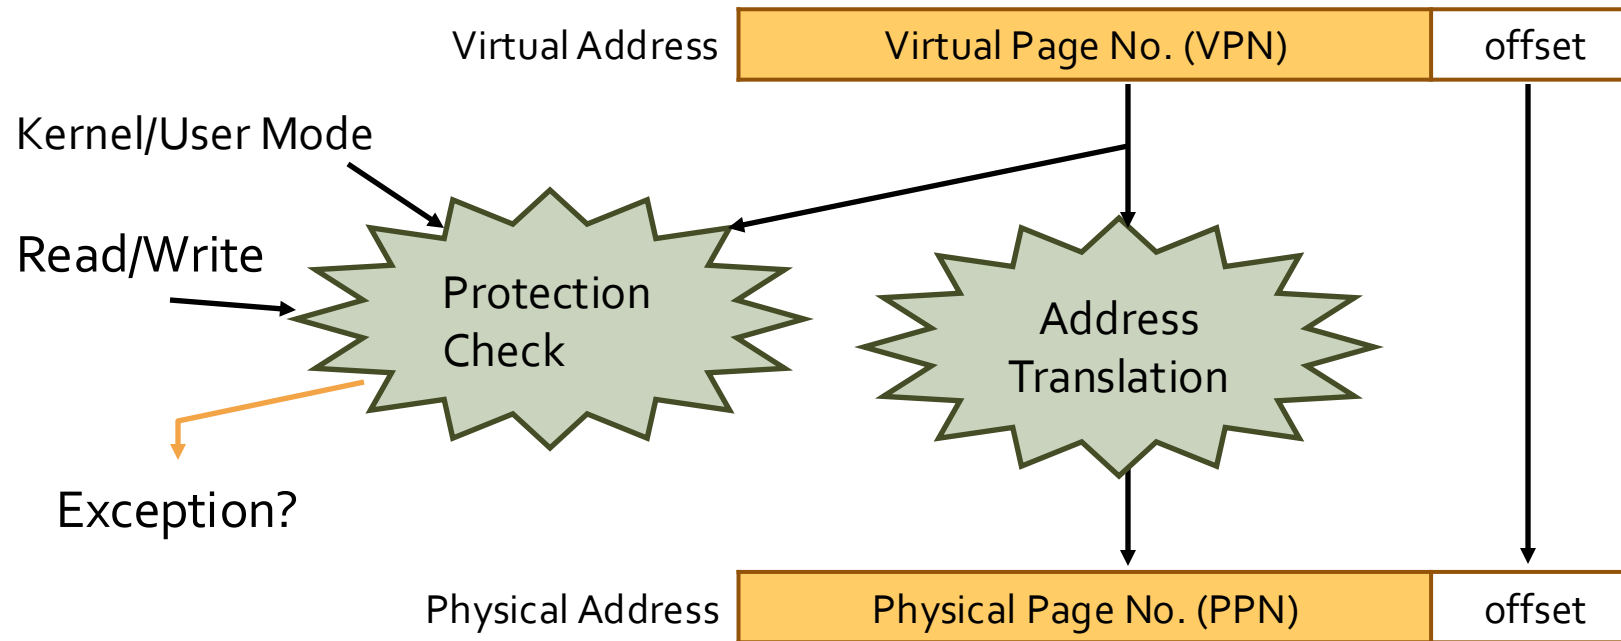 Virtual Address
Virtual Page No. (VPN)
offset
Kernel/User Mode
Read/Write
Protection
Check
Address
Translation
Exception?
Physical Address
Physical Page No. (PPN)
offset